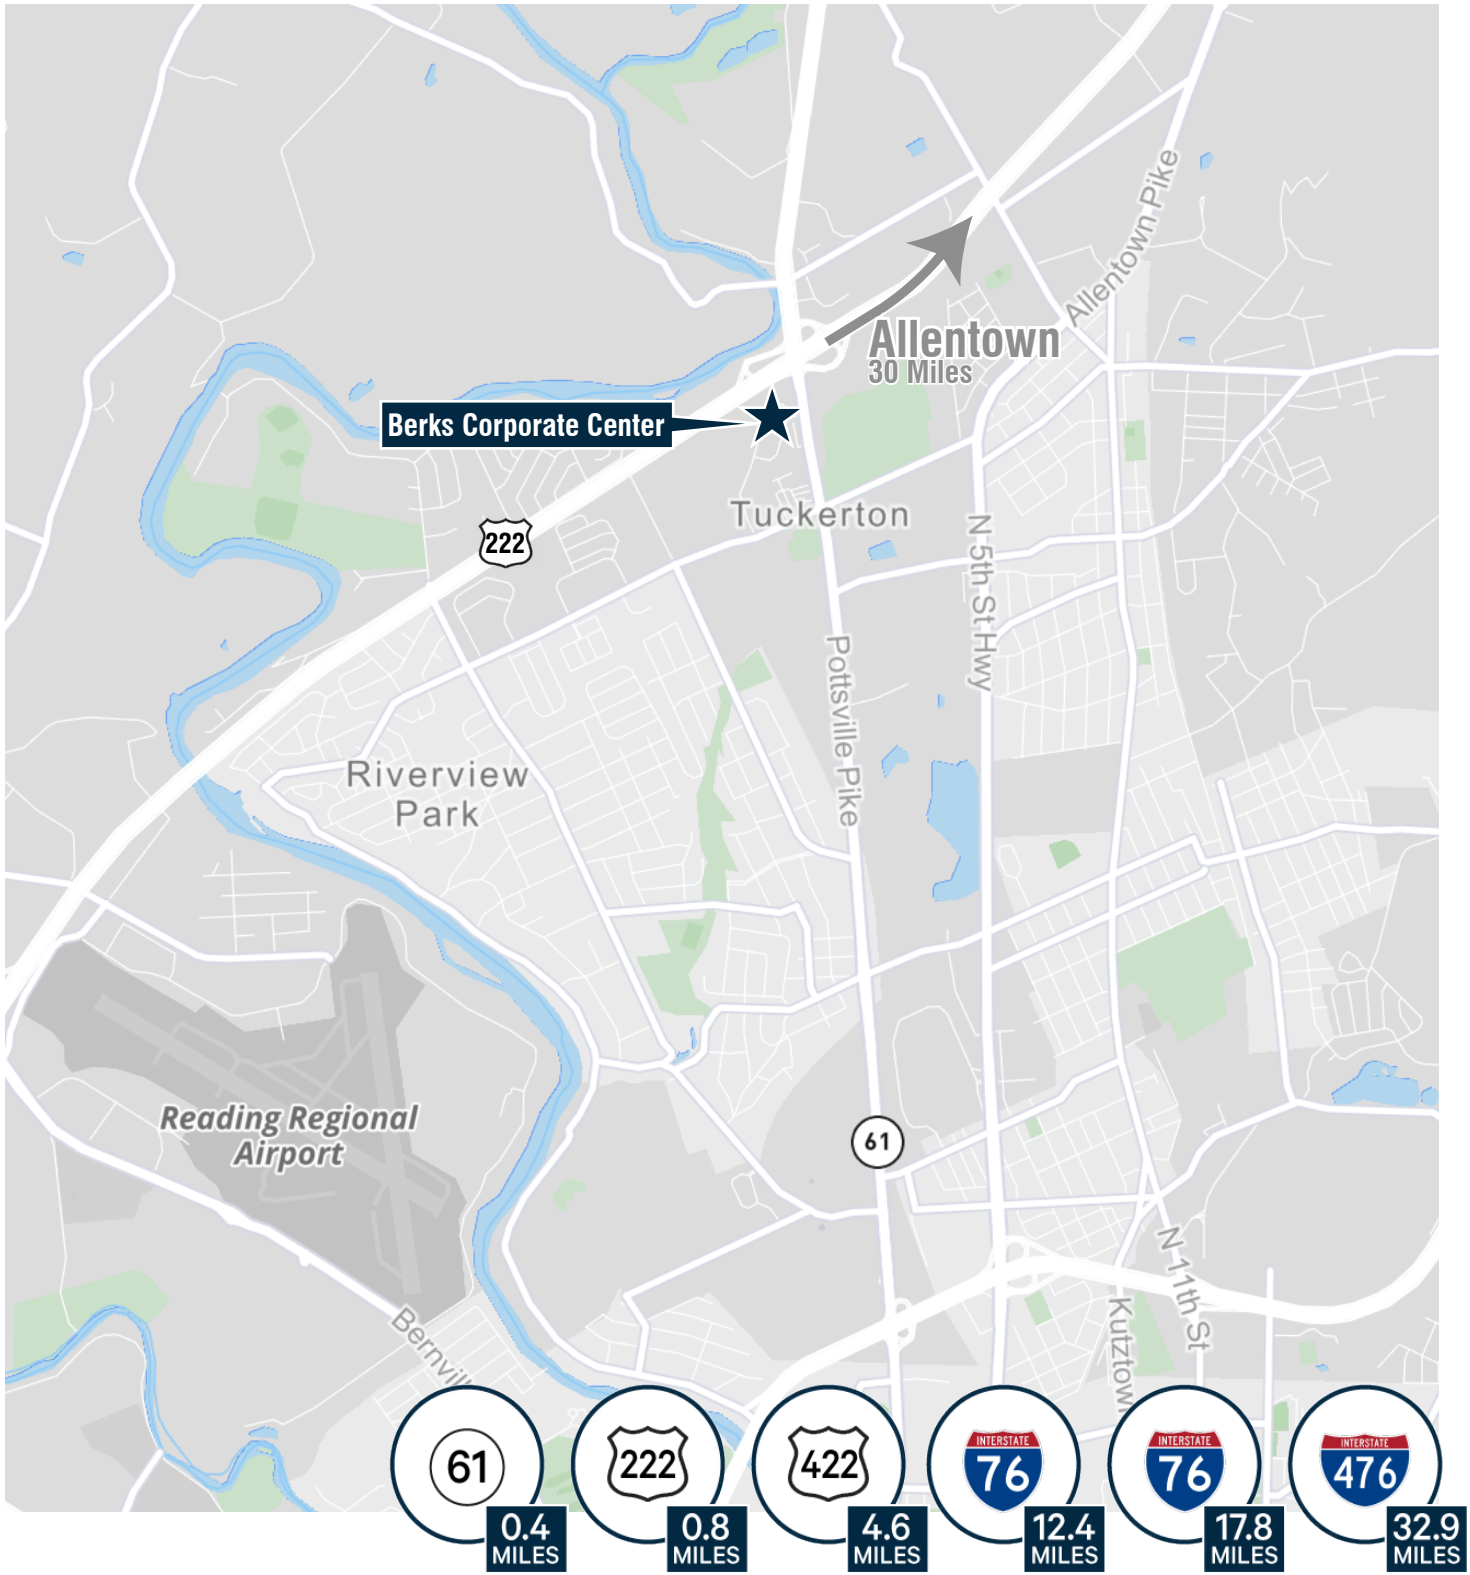 Allentown Pike
Allentown
30 Miles
Berks Corporate Center
Tuckerton
222
N 5th St Hwy
Pottsville Pike
Riverview
Park
Reading Regional
Airport
61
N 11th St
Kutztown
Bernvill
61
0.4
MILES
222
0.8
MILES
422
4.6
MILES
INTERSTATE
76
12.4
MILES
INTERSTATE
76
17.8
MILES
INTERSTATE
476
32.9
MILES